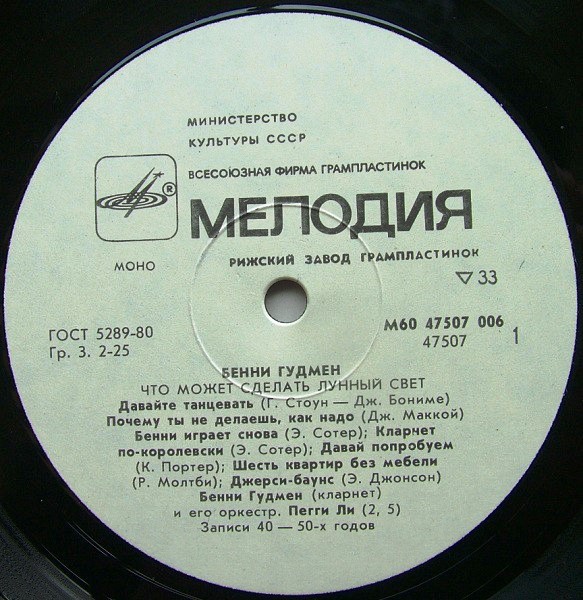 МИНИСТЕРСТВО
КУЛЬТУРЫ СССР
ВСЕСОЮЗНАЯ ФИРМА ГРАМПЛАСТИНОК
®
МЕЛОДИЯ
МОНО
РИЖСКИЙ ЗАВОД ГРАМПЛАСТИНОК
▽ 33
ГОСТ 5289-80
Гр. 3. 2-25
М60 47507 006
47507
1
БЕННИ ГУДМЕН
ЧТО МОЖЕТ СДЕЛАТЬ ЛУННЫЙ СВЕТ
Давайте танцевать (Г. Стоун — Дж. Бониме)
Почему ты не делаешь, как надо (Дж. Маккой)
Бенни играет снова (Э. Сотер); Кларнет
по-королевски (Э. Сотер); Давай попробуем
(К. Портер); Шесть квартир без мебели
(Р. Молтби); Джерси-баунс (Э. Джонсон)
Бенни Гудмен (кларнет)
и его оркестр. Пегги Ли (2, 5)
Записи 40 — 50-х годов